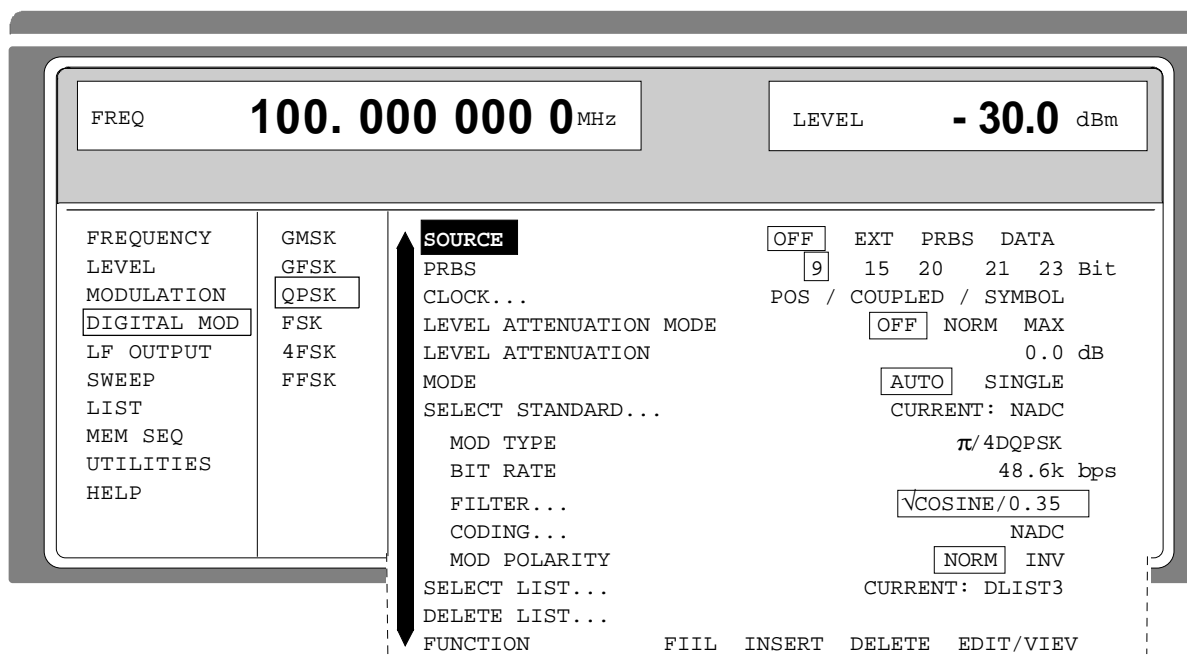 FREQ 100. 000 000 0 MHz LEVEL - 30.0 dBm
FREQUENCY GMSK SOURCE OFF EXT PRBS DATA
LEVEL GFSK PRBS 9 15 20 21 23 Bit
MODULATION QPSK CLOCK... POS / COUPLED / SYMBOL
DIGITAL MOD FSK LEVEL ATTENUATION MODE OFF NORM MAX
LF OUTPUT 4FSK LEVEL ATTENUATION 0.0 dB
SWEEP FFSK MODE AUTO SINGLE
LIST SELECT STANDARD... CURRENT: NADC
MEM SEQ MOD TYPE π/4DQPSK
UTILITIES BIT RATE 48.6k bps
HELP FILTER... √COSINE/0.35
CODING... NADC
MOD POLARITY NORM INV
SELECT LIST... CURRENT: DLIST3
DELETE LIST...
FUNCTION FIIL INSERT DELETE EDIT/VIEV